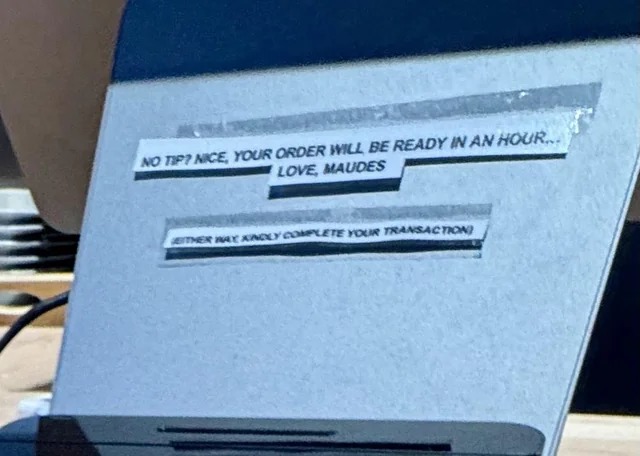 NO TIP? NICE, YOUR ORDER WILL BE READY IN AN HOUR...
LOVE, MAUDES
(EITHER WAY, KINDLY COMPLETE YOUR TRANSACTION)